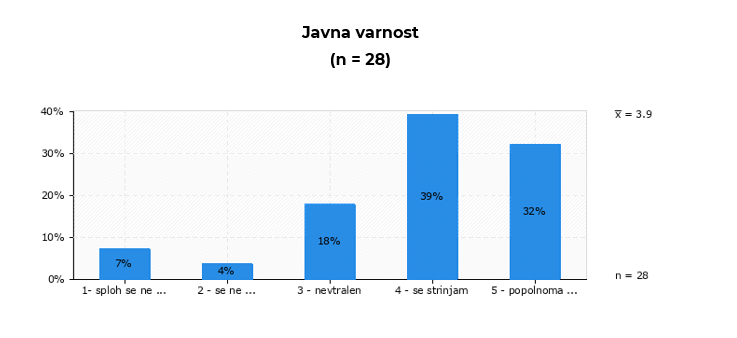 Javna varnost
(n = 28)
40%
30%
20%
10%
0%
7%
4%
18%
39%
32%
1- sploh se ne ...
2 - se ne ...
3 - nevtralen
4 - se strinjam
5 - popolnoma ...
x̅ = 3.9
n = 28